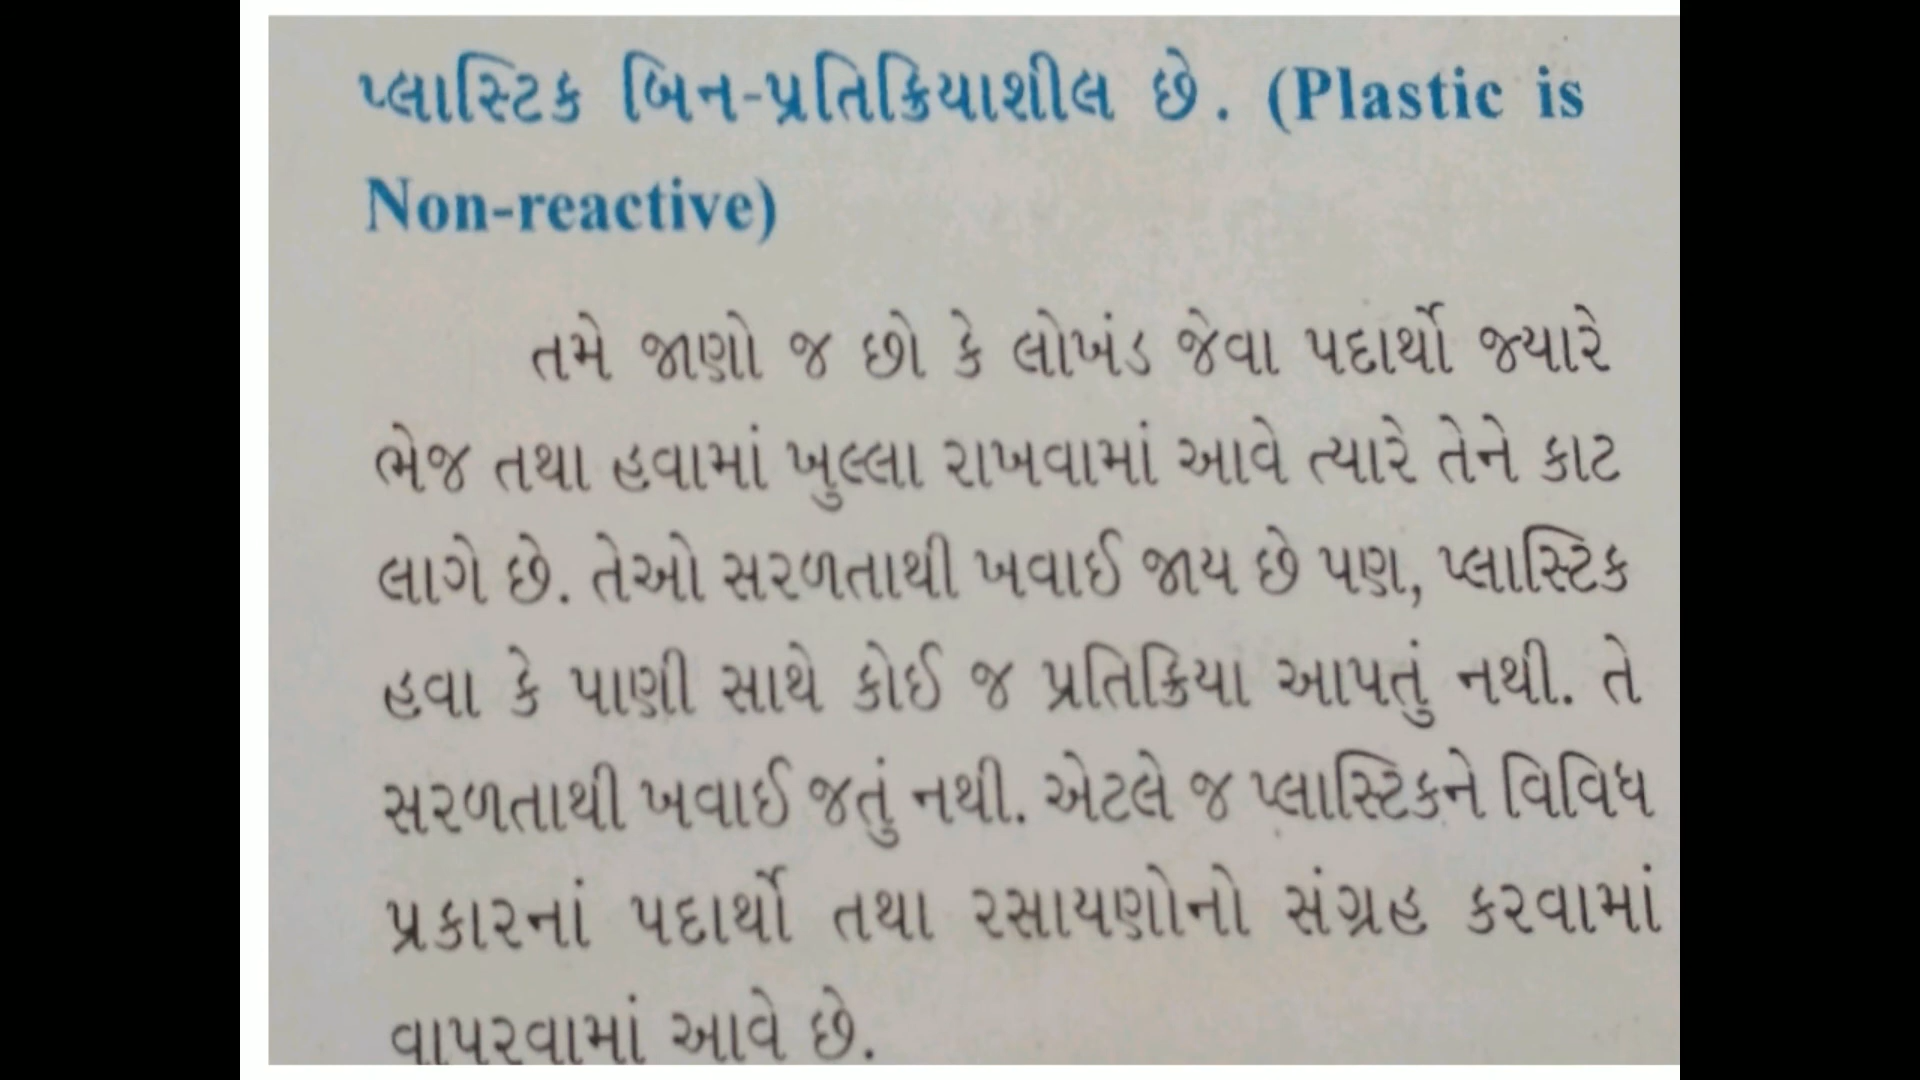 પ્લાસ્ટિક બિન-પ્રતિક્રિયાશીલ છે. (Plastic is
Non-reactive)
તમે જાણો જ છો કે લોખંડ જેવા પદાર્થો જ્યારે
ભેજ તથા હવામાં ખુલ્લા રાખવામાં આવે ત્યારે તેને કાટ
લાગે છે. તેઓ સરળતાથી ખવાઈ જાય છે પણ, પ્લાસ્ટિક
હવા કે પાણી સાથે કોઈ જ પ્રતિક્રિયા આપતું નથી. તે
સરળતાથી ખવાઈ જતું નથી. એટલે જ પ્લાસ્ટિકને વિવિધ
પ્રકારનાં પદાર્થો તથા રસાયણોનો સંગ્રહ કરવામાં
વાપરવામાં આવે છે.